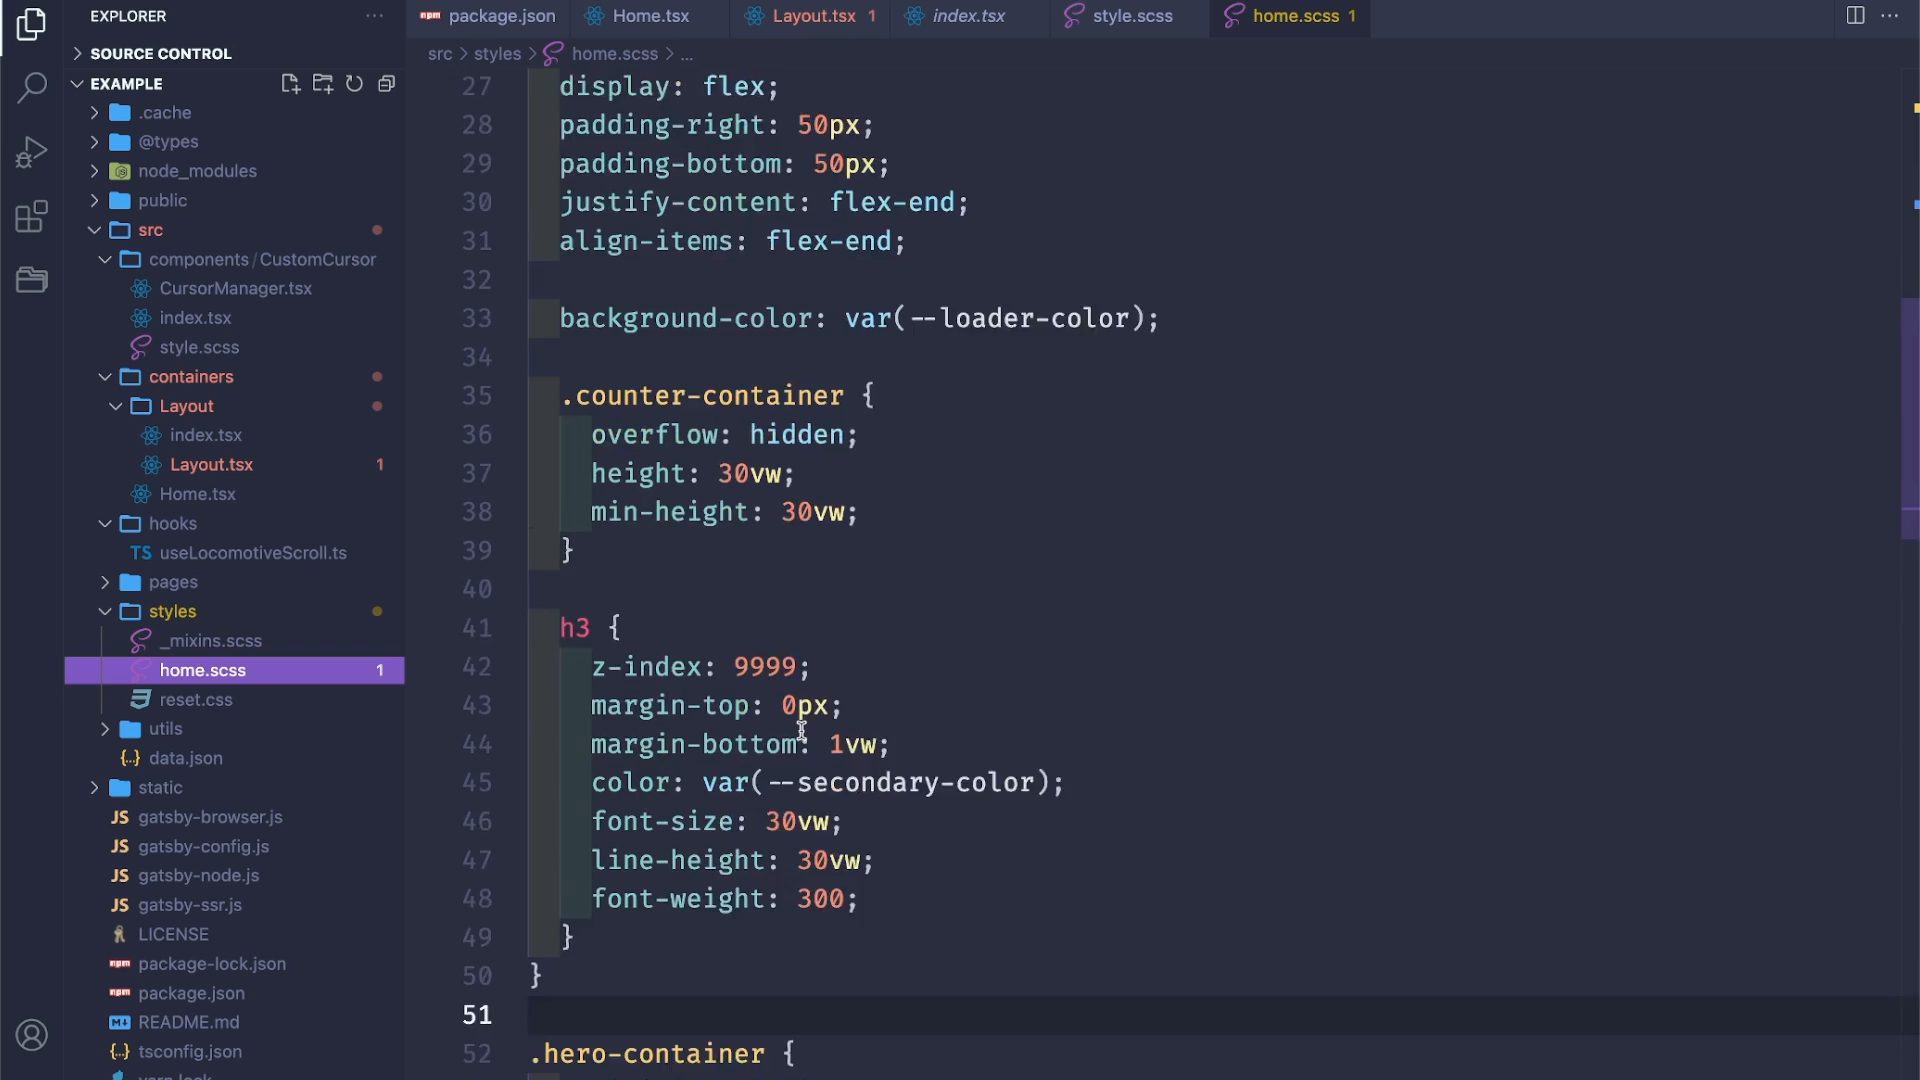 EXPLORER
SOURCE CONTROL
EXAMPLE
.cache
@types
node_modules
public
src
components/CustomCursor
CursorManager.tsx
index.tsx
style.scss
containers
Layout
index.tsx
Layout.tsx 1
Home.tsx
hooks
TS useLocomotiveScroll.ts
pages
styles
_mixins.scss
home.scss 1
reset.css
utils
{..} data.json
static
JS gatsby-browser.js
JS gatsby-config.js
JS gatsby-node.js
JS gatsby-ssr.js
LICENSE
npm package-lock.json
npm package.json
README.md
{..} tsconfig.json
yarn.lock
npm package.json
Home.tsx
Layout.tsx 1
index.tsx
style.scss
home.scss 1
src > styles > home.scss > ...
27 display: flex;
28 padding-right: 50px;
29 padding-bottom: 50px;
30 justify-content: flex-end;
31 align-items: flex-end;
32
33 background-color: var(--loader-color);
34
35 .counter-container {
36 overflow: hidden;
37 height: 30vw;
38 min-height: 30vw;
39 }
40
41 h3 {
42 z-index: 9999;
43 margin-top: 0px;
44 margin-bottom: 1vw;
45 color: var(--secondary-color);
46 font-size: 30vw;
47 line-height: 30vw;
48 font-weight: 300;
49 }
50 }
51
52 .hero-container {